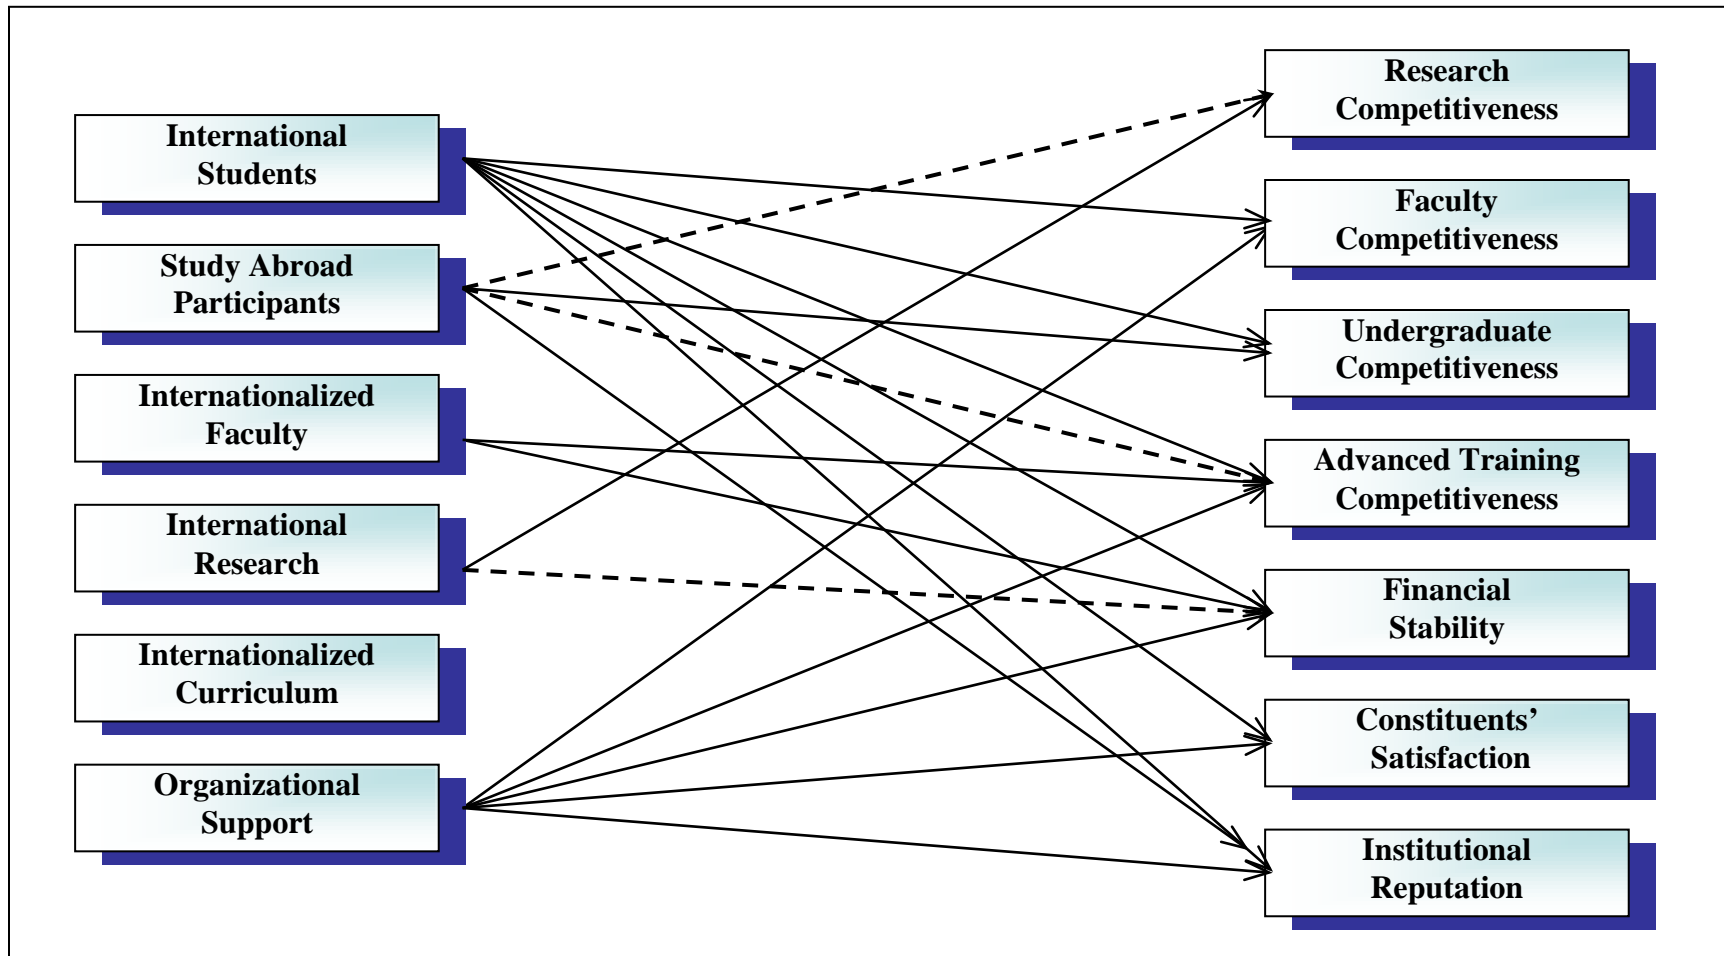 International
Students
Study Abroad
Participants
Internationalized
Faculty
International
Research
Internationalized
Curriculum
Organizational
Support
Research
Competitiveness
Faculty
Competitiveness
Undergraduate
Competitiveness
Advanced Training
Competitiveness
Financial
Stability
Constituents’
Satisfaction
Institutional
Reputation